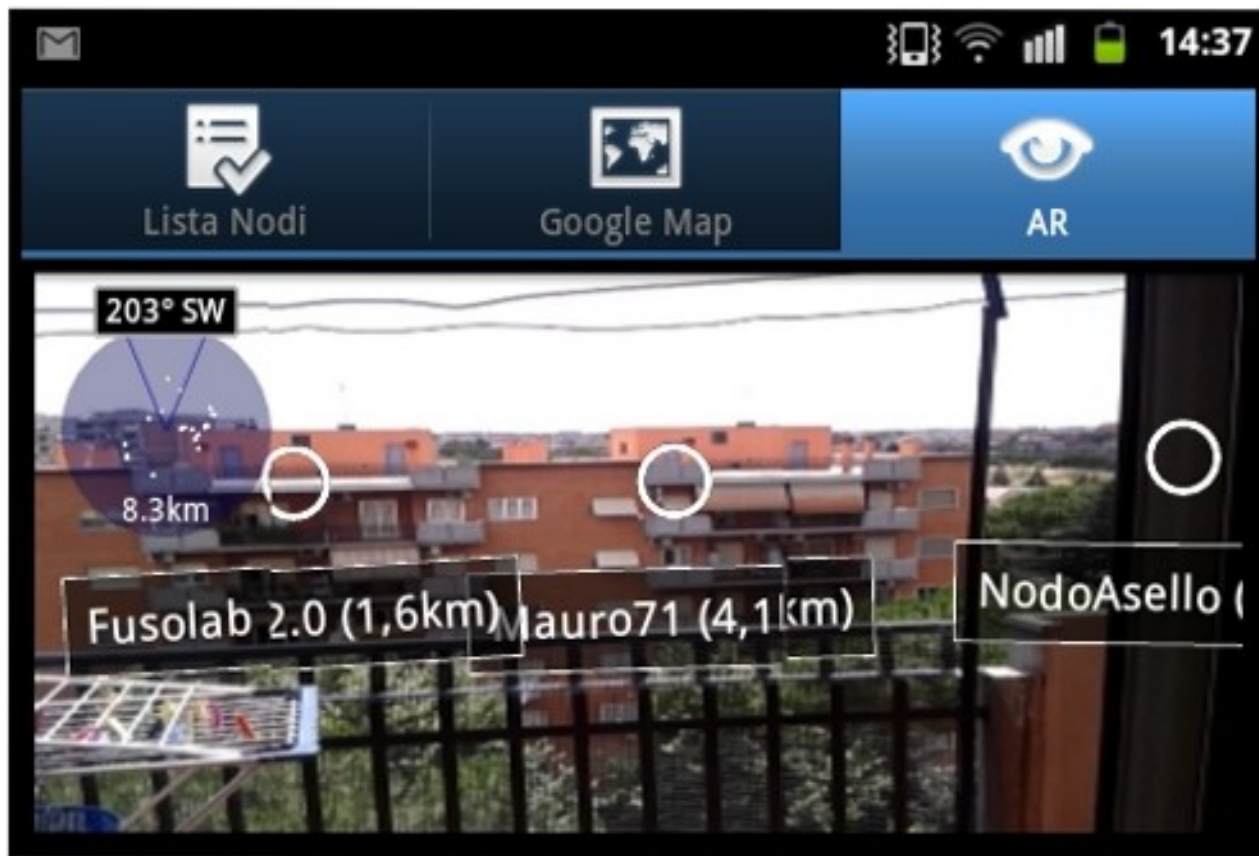 14:37
Lista Nodi
Google Map
AR
203° SW
8.3km
Fusolab 2.0 (1,6km)
Mauro71 (4,1km)
NodoAsello (